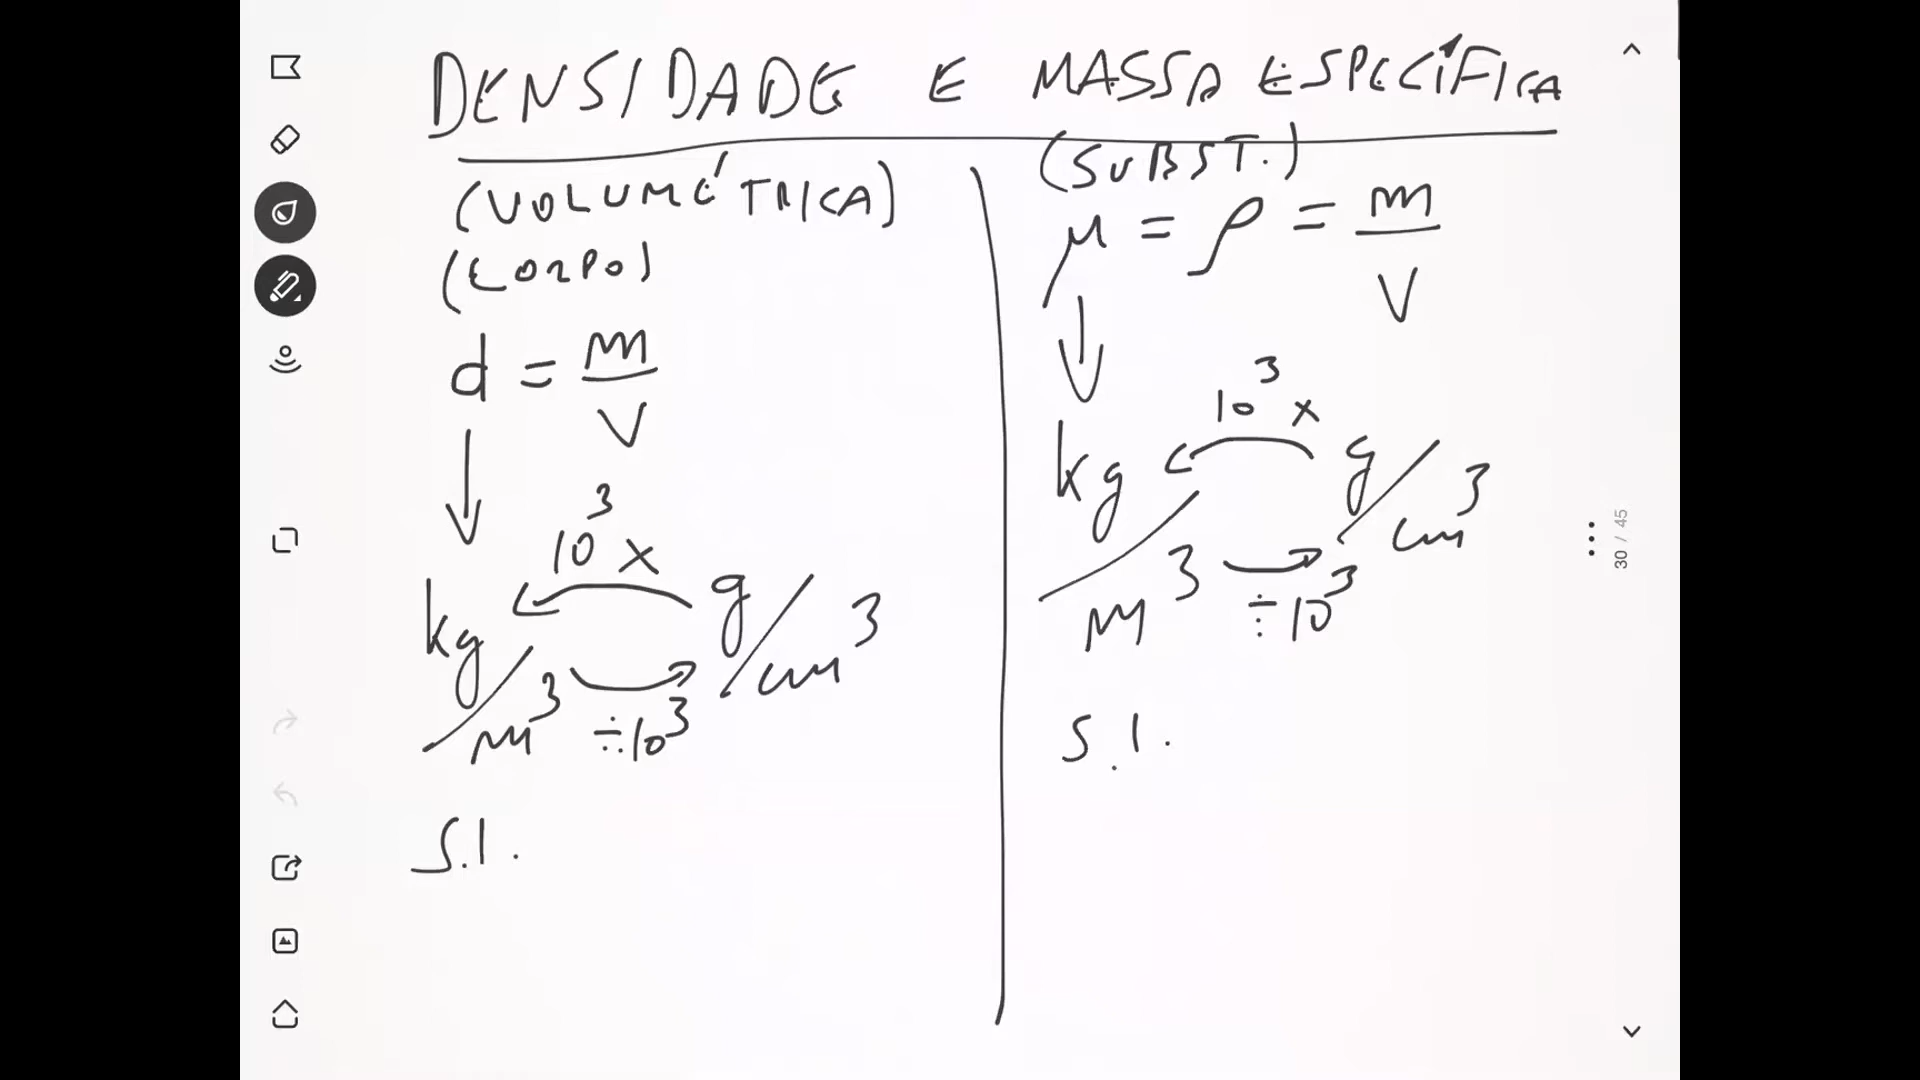 DENSIDADE E MASSA ESPECÍFICA
(VOLUMÉTRICA)
(CORPO)
d = m/V
10³ x
kg/m³ g/cm³
÷10³
S.I.
(SUBST.)
μ = ρ = m/V
10³ x
kg/m³ g/cm³
÷10³
S.I.
30 / 45